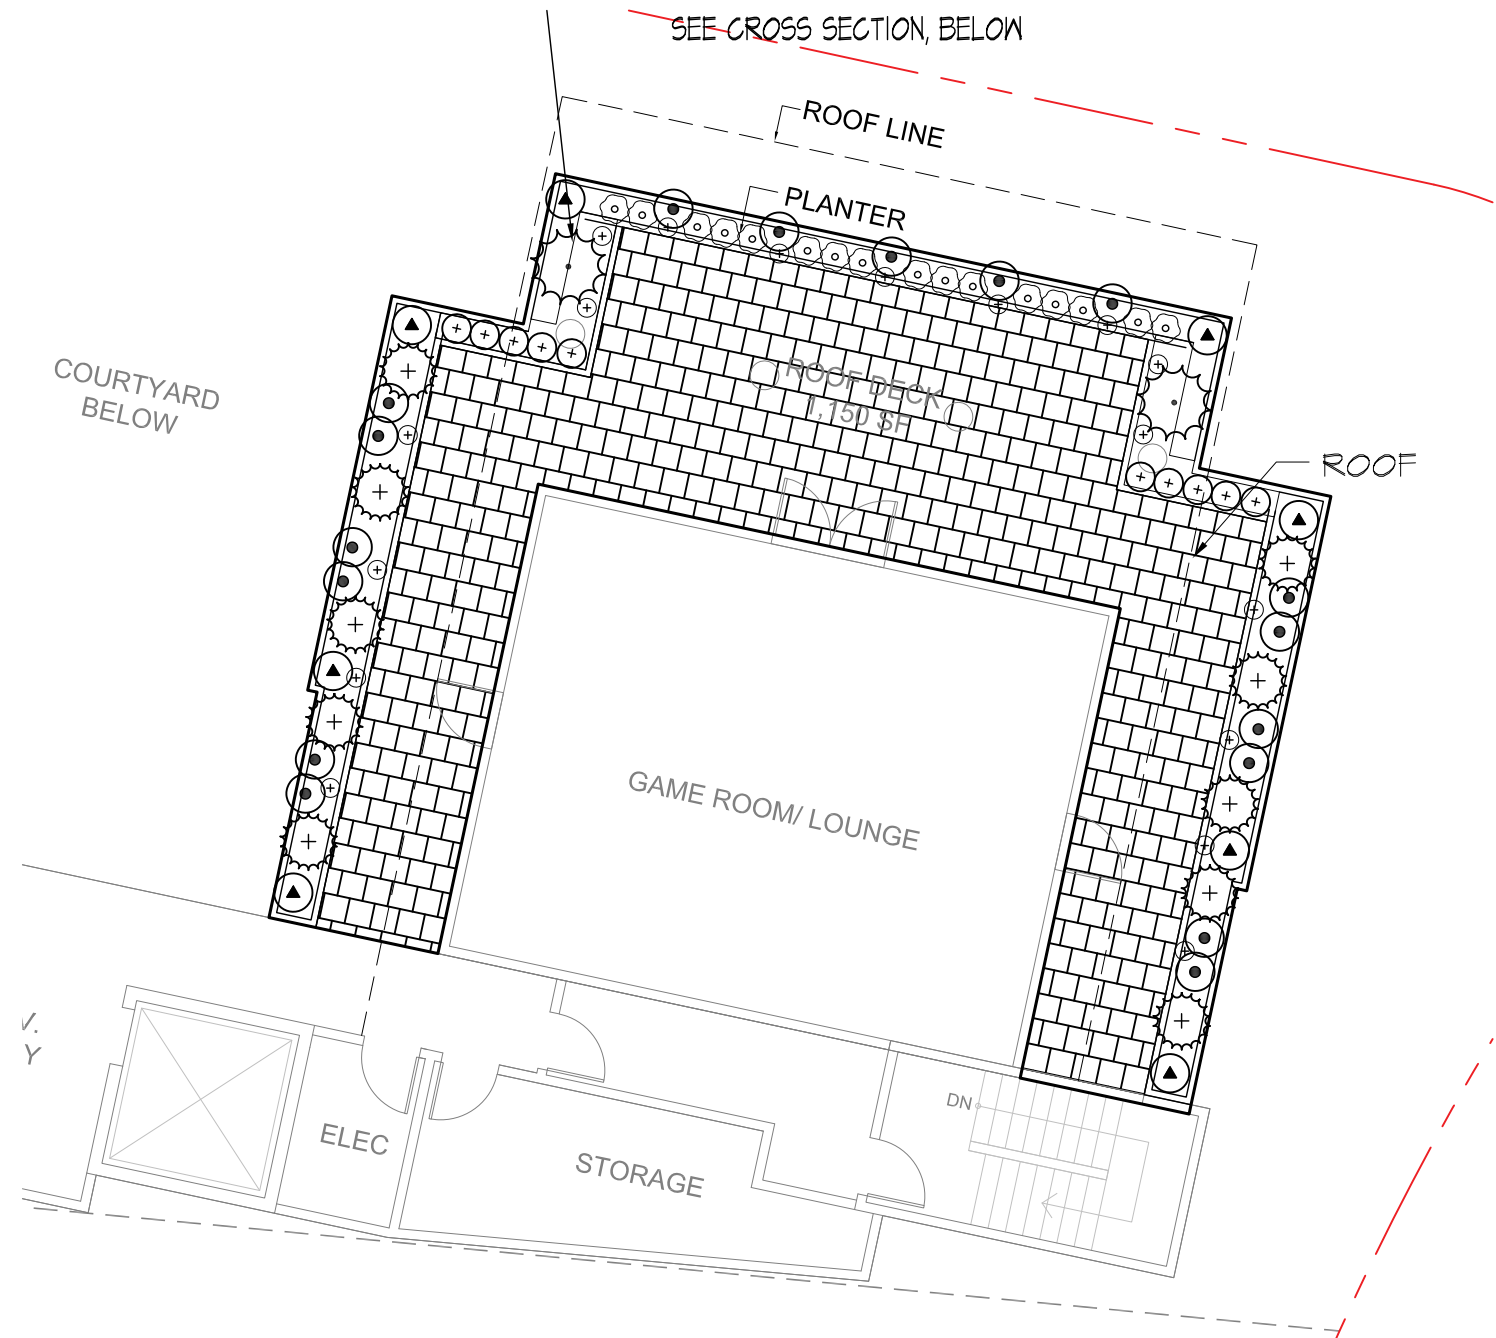 SEE CROSS SECTION, BELOW
ROOF LINE
PLANTER
COURTYARD
BELOW
ROOF DECK
1,150 SF
ROOF
GAME ROOM/ LOUNGE
V.
Y
DN
ELEC
STORAGE